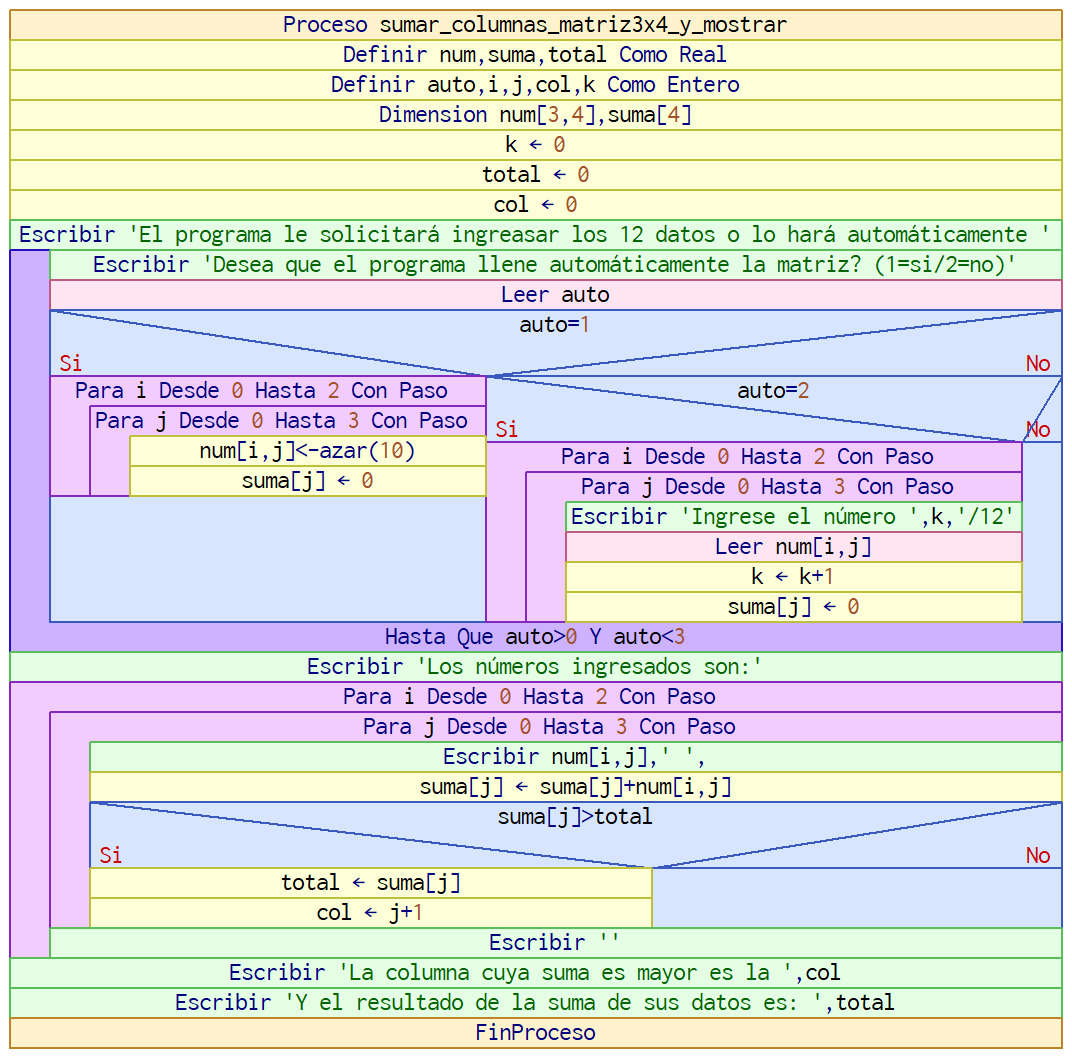 Proceso sumar_columnas_matriz3x4_y_mostrar
Definir num,suma,total Como Real
Definir auto,i,j,col,k Como Entero
Dimension num[3,4],suma[4]
k ← 0
total ← 0
col ← 0
Escribir 'El programa le solicitará ingreasar los 12 datos o lo hará automáticamente '
Escribir 'Desea que el programa llene automáticamente la matriz? (1=si/2=no)'
Leer auto
auto=1
Si
No
Para i Desde 0 Hasta 2 Con Paso
Para j Desde 0 Hasta 3 Con Paso
num[i,j]<-azar(10)
suma[j] ← 0
auto=2
Si
No
Para i Desde 0 Hasta 2 Con Paso
Para j Desde 0 Hasta 3 Con Paso
Escribir 'Ingrese el número ',k,'/12'
Leer num[i,j]
k ← k+1
suma[j] ← 0
Hasta Que auto>0 Y auto<3
Escribir 'Los números ingresados son:'
Para i Desde 0 Hasta 2 Con Paso
Para j Desde 0 Hasta 3 Con Paso
Escribir num[i,j],' ',
suma[j] ← suma[j]+num[i,j]
suma[j]>total
Si
No
total ← suma[j]
col ← j+1
Escribir ''
Escribir 'La columna cuya suma es mayor es la ',col
Escribir 'Y el resultado de la suma de sus datos es: ',total
FinProceso